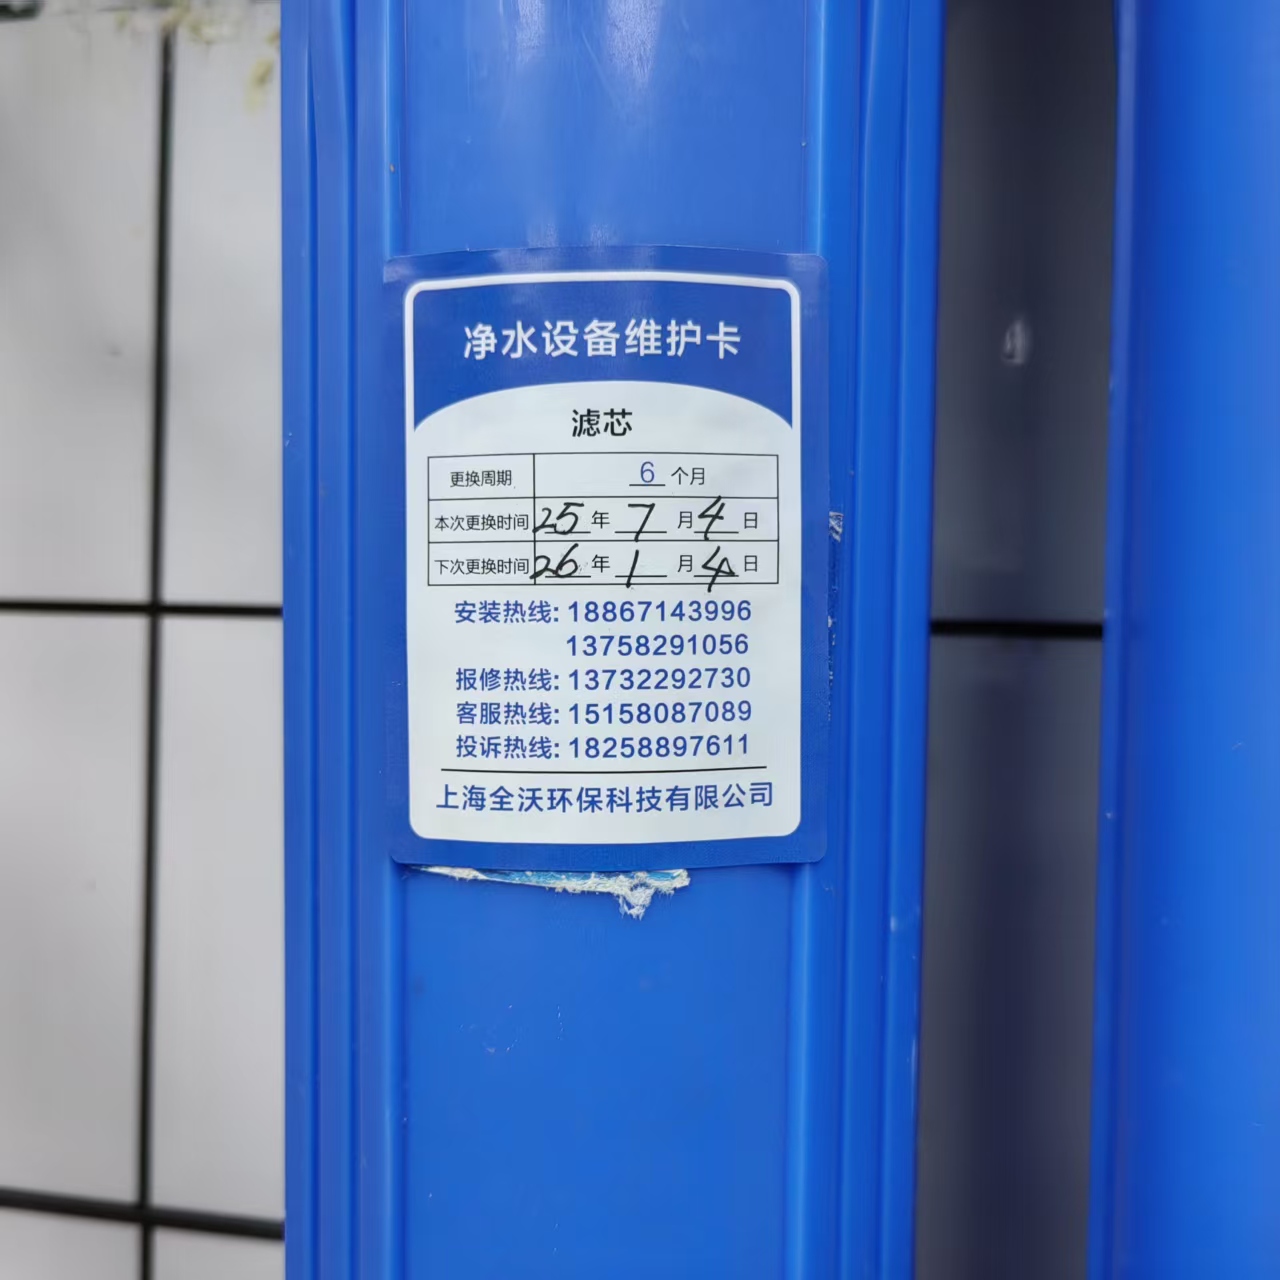 净水设备维护卡
滤芯
更换周期 6 个月
本次更换时间 25 年 7 月 4 日
下次更换时间 26 年 1 月 4 日
安装热线: 18867143996
13758291056
报修热线: 13732292730
客服热线: 15158087089
投诉热线: 18258897611
上海全沃环保科技有限公司